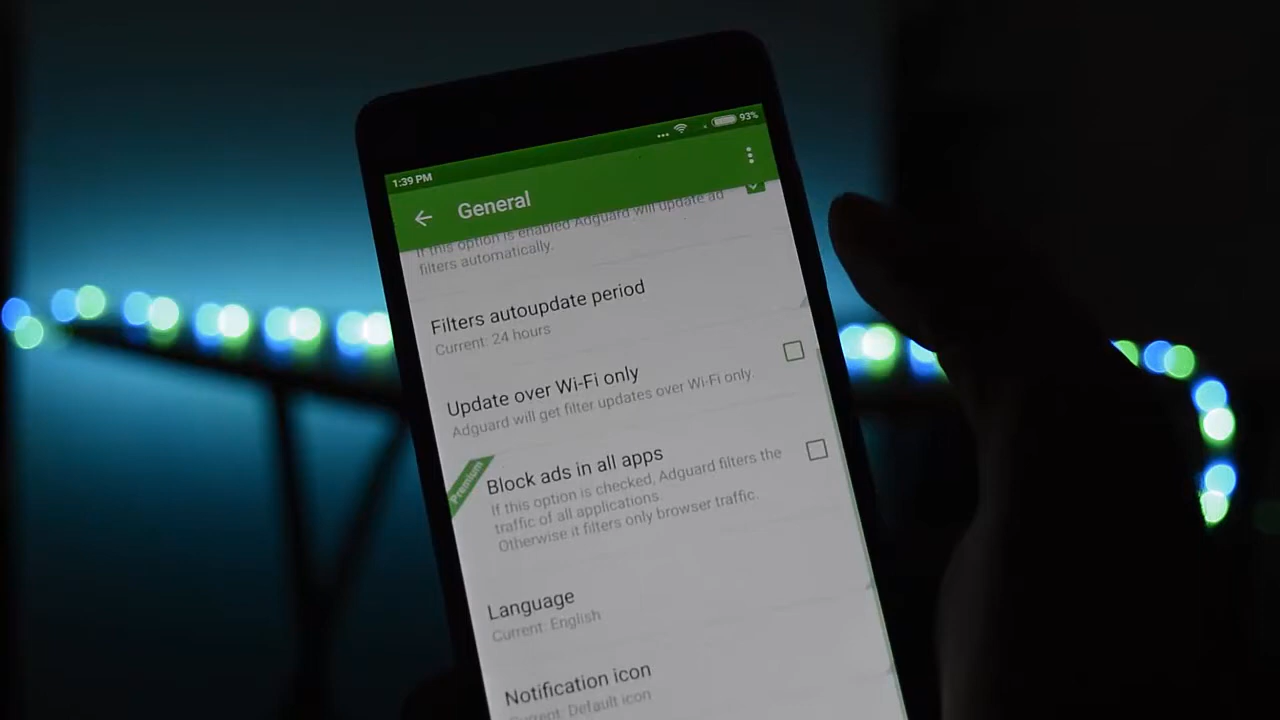 1:39 PM
93%
General
If this option is enabled Adguard will update ad
filters automatically.
Filters autoupdate period
Current: 24 hours
Update over Wi-Fi only
Adguard will get filter updates over Wi-Fi only.
Premium
Block ads in all apps
If this option is checked, Adguard filters the
traffic of all applications.
Otherwise it filters only browser traffic.
Language
Current: English
Notification icon
Current: Default icon